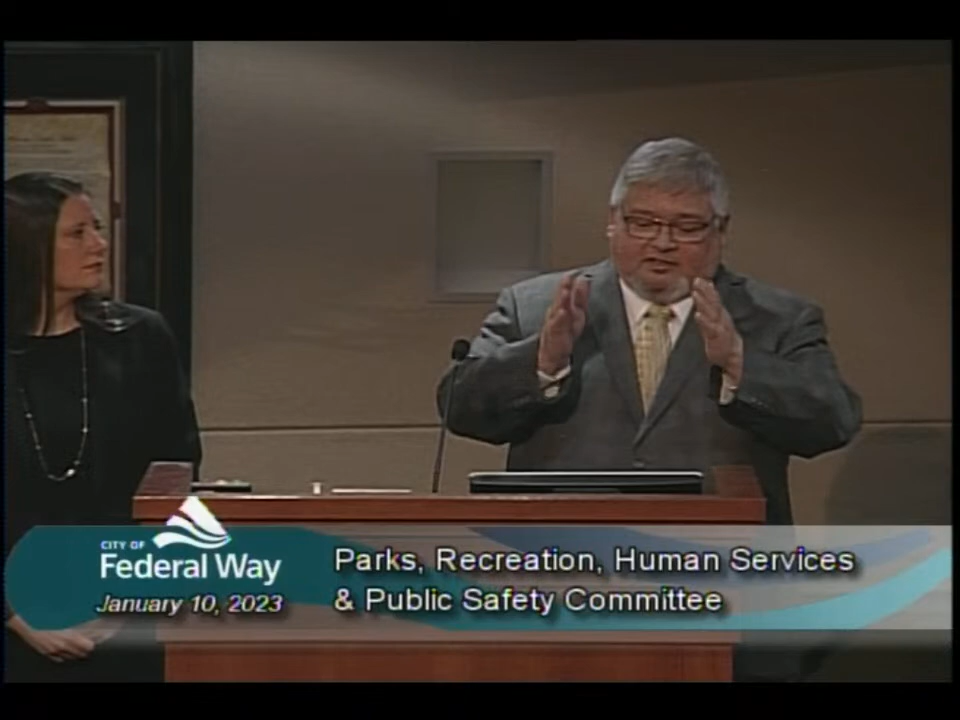 CITY OF
Federal Way
January 10, 2023
Parks, Recreation, Human Services
& Public Safety Committee